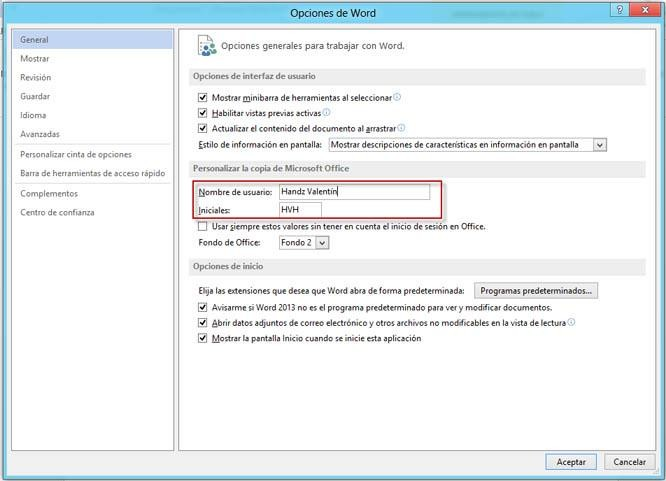 Opciones de Word
General
Mostrar
Revisión
Guardar
Idioma
Avanzadas
Personalizar cinta de opciones
Barra de herramientas de acceso rápido
Complementos
Centro de confianza
Opciones generales para trabajar con Word.
Opciones de interfaz de usuario
Mostrar minibarra de herramientas al seleccionar
Habilitar vistas previas activas
Actualizar el contenido del documento al arrastrar
Estilo de información en pantalla: Mostrar descripciones de características en información en pantalla
Personalizar la copia de Microsoft Office
Nombre de usuario: Handz Valentín
Iniciales: HVH
Usar siempre estos valores sin tener en cuenta el inicio de sesión en Office.
Fondo de Office: Fondo 2
Opciones de inicio
Elija las extensiones que desea que Word abra de forma predeterminada: Programas predeterminados...
Avisarme si Word 2013 no es el programa predeterminado para ver y modificar documentos.
Abrir datos adjuntos de correo electrónico y otros archivos no modificables en la vista de lectura
Mostrar la pantalla Inicio cuando se inicie esta aplicación
Aceptar Cancelar